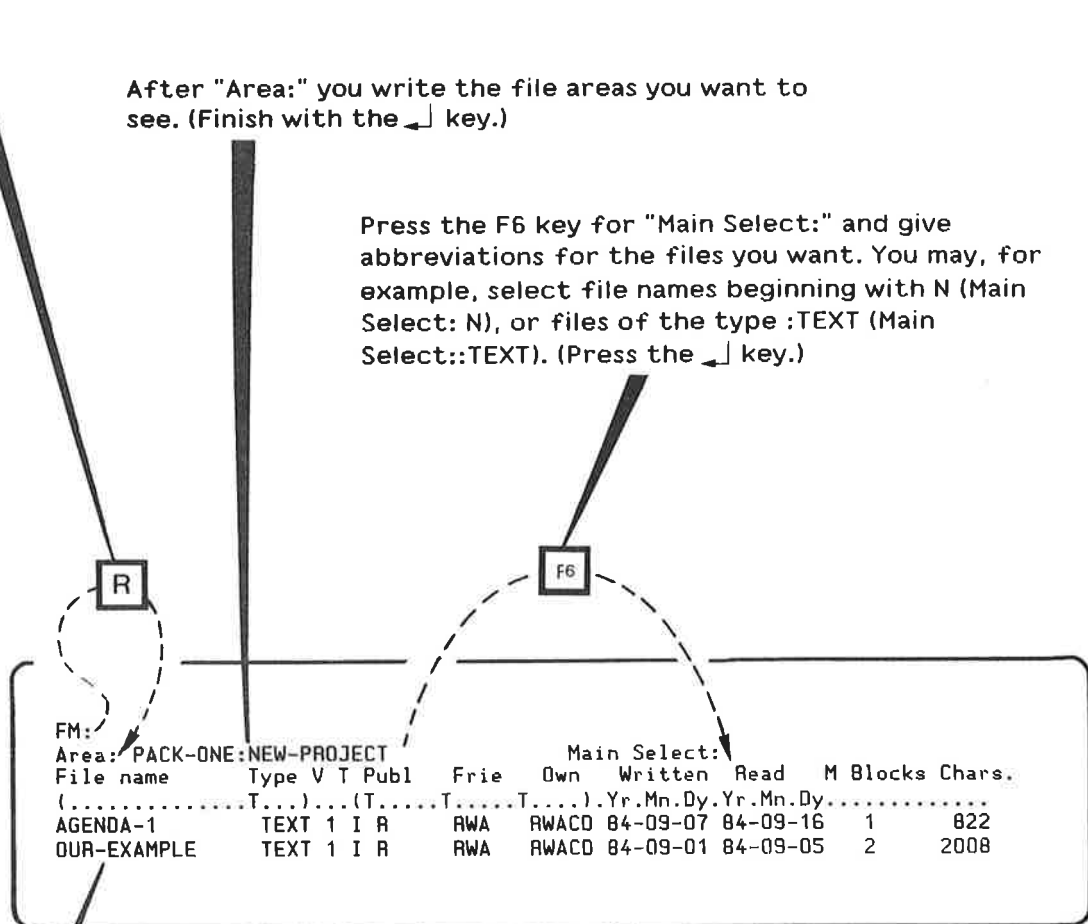 After "Area:" you write the file areas you want to
see. (Finish with the ↵ key.)
Press the F6 key for "Main Select:" and give
abbreviations for the files you want. You may, for
example, select file names beginning with N (Main
Select: N), or files of the type :TEXT (Main
Select::TEXT). (Press the ↵ key.)
R
F6
FM:
Area: PACK-ONE:NEW-PROJECT Main Select:
File name Type V T Publ Frie Own Written Read M Blocks Chars.
(..............T...)...(T.....T.....T....).Yr.Mn.Dy.Yr.Mn.Dy.............
AGENDA-1 TEXT 1 I R RWA RWACD 84-09-07 84-09-16 1 822
OUR-EXAMPLE TEXT 1 I R RWA RWACD 84-09-01 84-09-05 2 2008